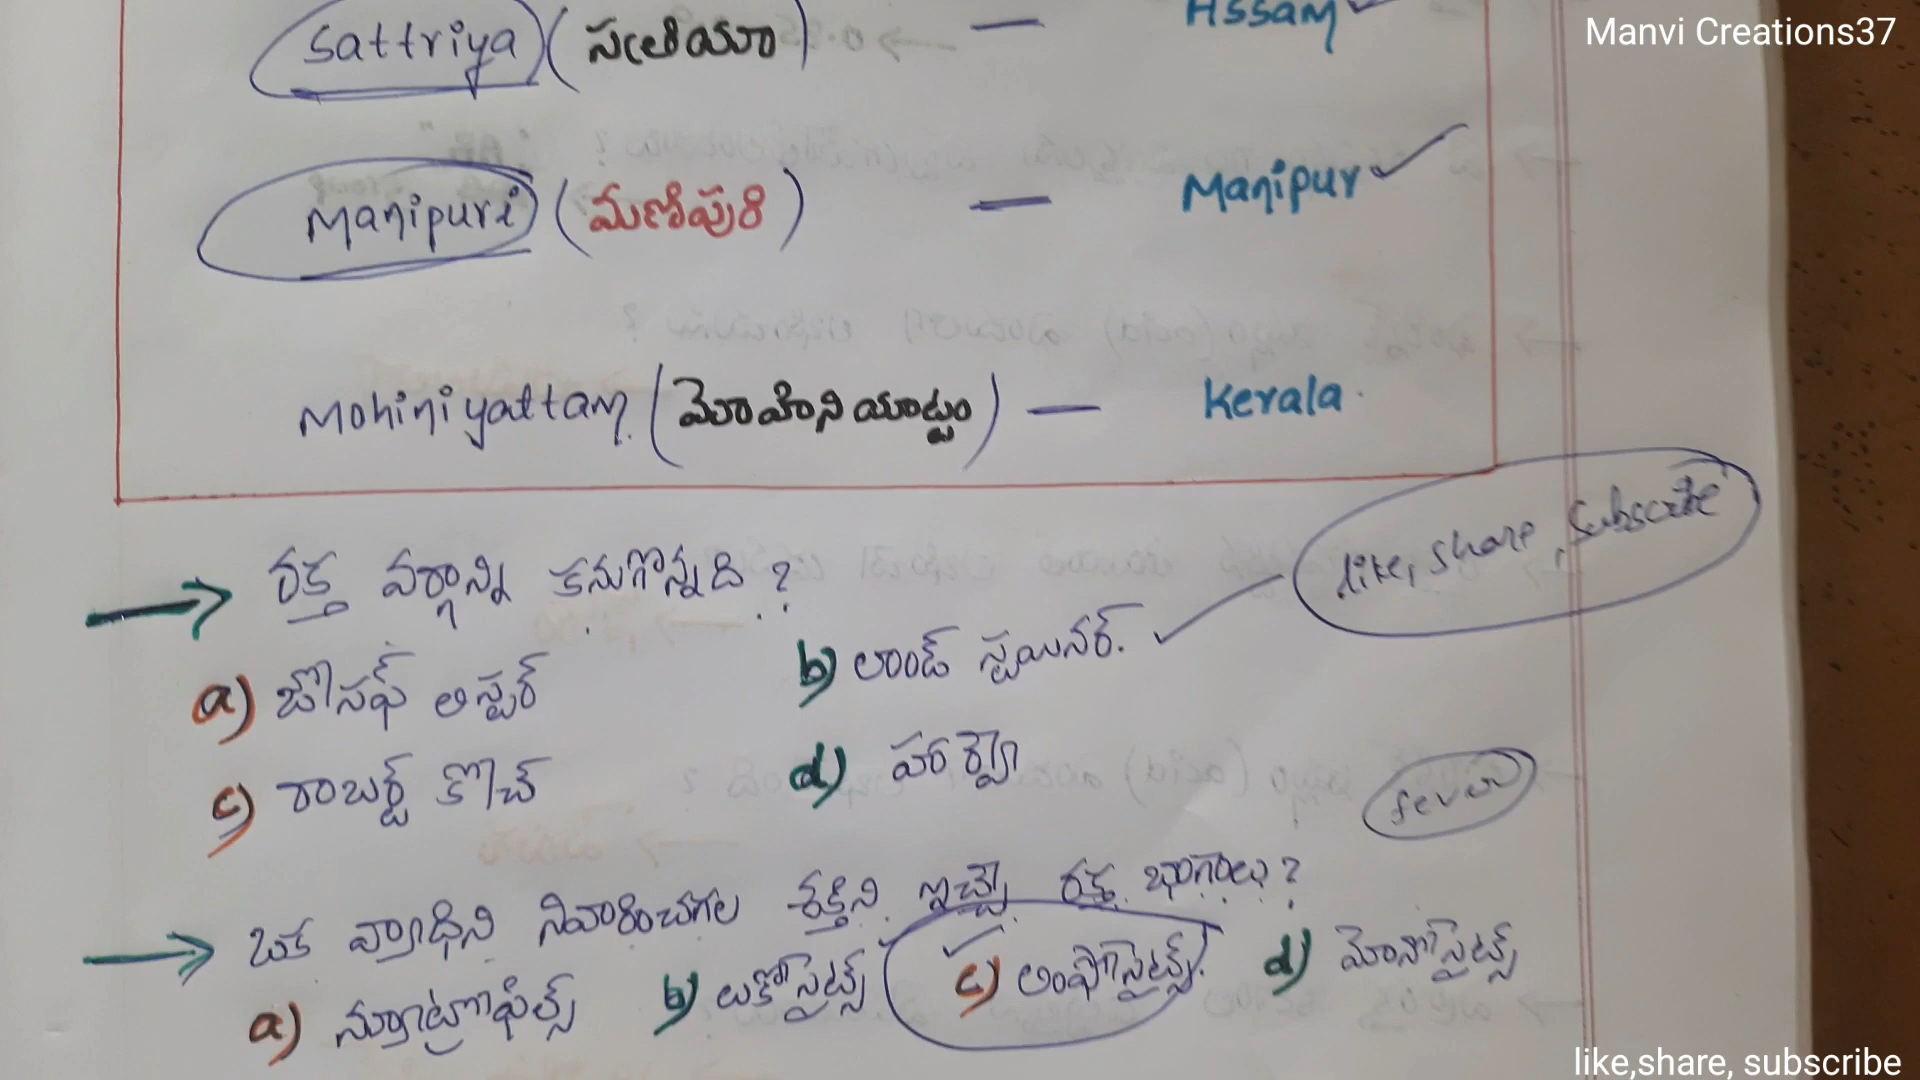 Manvi Creations37
Sattriya (సత్రియా) — Assam
Manipuri (మణిపురి) — Manipur
Mohiniyattam (మోహినియాట్టం) — Kerala
రక్త వర్గాన్ని కనుగొన్నది ?
like, share, subscribe
a) జోసఫ్ లిస్టర్ b) లాండ్ స్టయినర్.
c) రాబర్ట్ కోచ్ d) హార్వే
fever
ఒక వ్యాధిని నివారించగల శక్తిని ఇచ్చే రక్త భాగాలు ?
a) న్యూట్రోఫిల్స్ b) లుకోసైట్స్ c) లింఫోసైట్స్. d) మోనోసైట్స్
like,share, subscribe